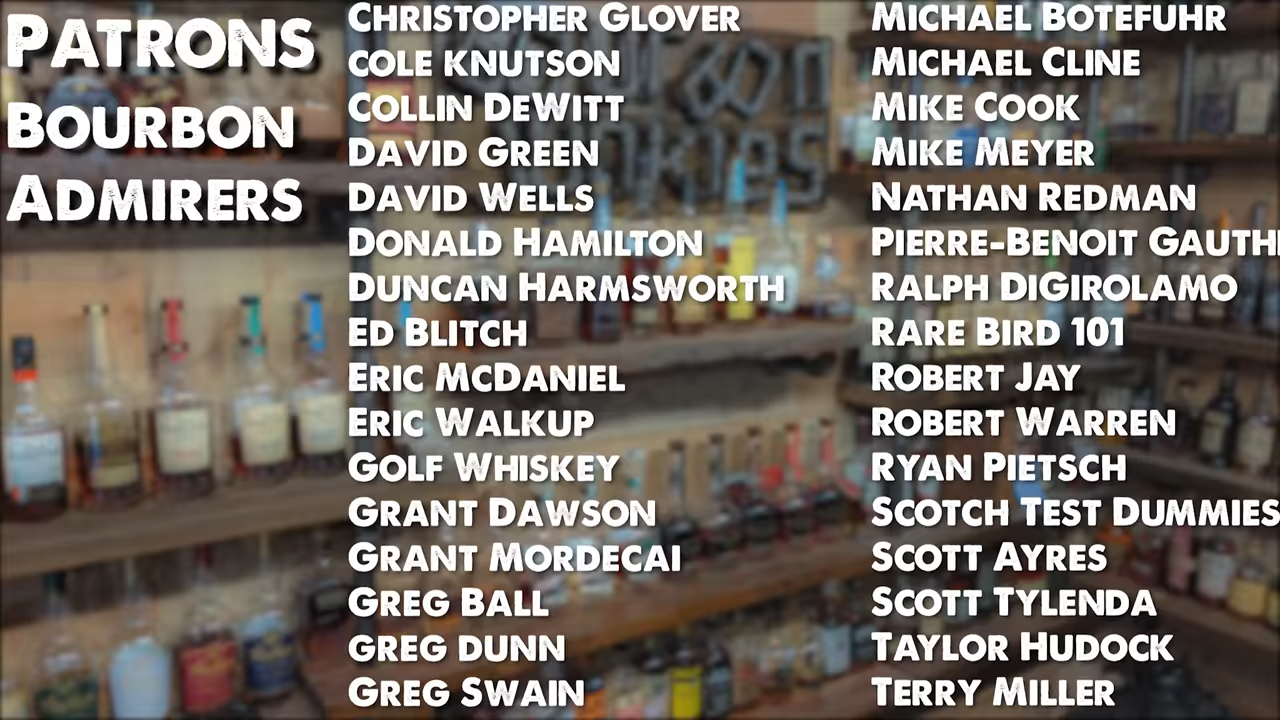 Patrons
Bourbon
Admirers
Christopher Glover
cole knutson
Collin DeWitt
David Green
David Wells
Donald Hamilton
Duncan Harmsworth
Ed Blitch
Eric McDaniel
Eric Walkup
Golf Whiskey
Grant Dawson
Grant Mordecai
Greg Ball
greg dunn
Greg Swain
Michael Botefuhr
Michael Cline
Mike Cook
Mike Meyer
Nathan Redman
Pierre-Benoit Gauth
Ralph DiGirolamo
Rare Bird 101
Robert Jay
Robert Warren
Ryan Pietsch
Scotch Test Dummies
Scott Ayres
Scott Tylenda
Taylor Hudock
Terry Miller